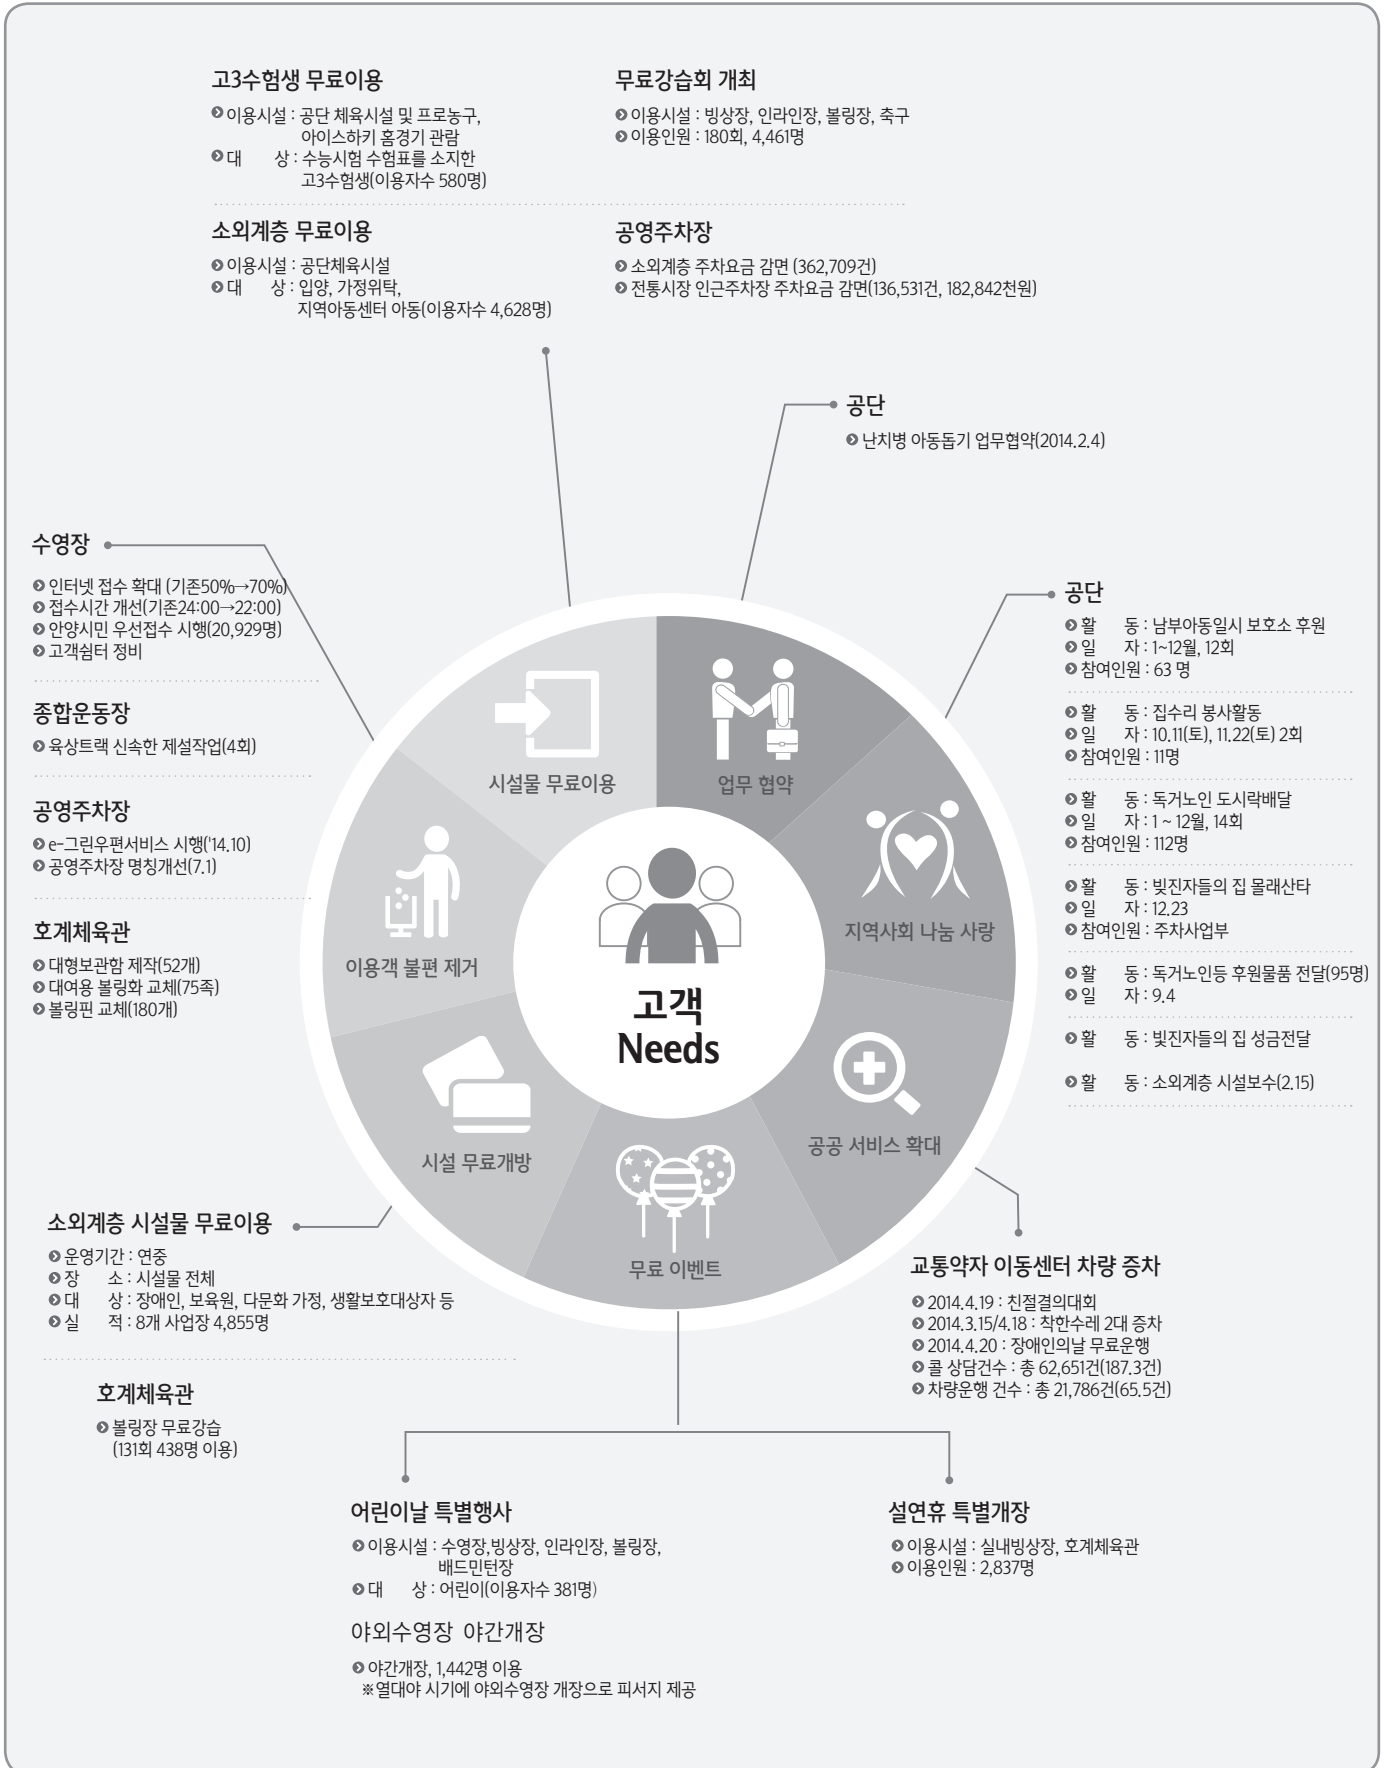 고3수험생 무료이용
이용시설 : 공단 체육시설 및 프로농구,
아이스하키 홈경기 관람
대 상 : 수능시험 수험표를 소지한
고3수험생(이용자수 580명)
무료강습회 개최
이용시설 : 빙상장, 인라인장, 볼링장, 축구
이용인원 : 180회, 4,461명
소외계층 무료이용
이용시설 : 공단체육시설
대 상 : 입양, 가정위탁,
지역아동센터 아동(이용자수 4,628명)
공영주차장
소외계층 주차요금 감면 (362,709건)
전통시장 인근주차장 주차요금 감면(136,531건, 182,842천원)
공단
난치병 아동돕기 업무협약(2014.2.4)
수영장
인터넷 접수 확대 (기존50%→70%)
접수시간 개선(기존24:00→22:00)
안양시민 우선접수 시행(20,929명)
고객쉼터 정비
종합운동장
육상트랙 신속한 제설작업(4회)
공영주차장
e-그린우편서비스 시행('14.10)
공영주차장 명칭개선(7.1)
호계체육관
대형보관함 제작(52개)
대여용 볼링화 교체(75족)
볼링핀 교체(180개)
공단
활 동 : 남부아동일시 보호소 후원
일 자 : 1~12월, 12회
참여인원 : 63 명
활 동 : 집수리 봉사활동
일 자 : 10.11(토), 11.22(토) 2회
참여인원 : 11명
활 동 : 독거노인 도시락배달
일 자 : 1 ~ 12월, 14회
참여인원 : 112명
활 동 : 빚진자들의 집 몰래산타
일 자 : 12.23
참여인원 : 주차사업부
활 동 : 독거노인등 후원물품 전달(95명)
일 자 : 9.4
활 동 : 빛진자들의 집 성금전달
활 동 : 소외계층 시설보수(2.15)
시설물 무료이용
업무 협약
지역사회 나눔 사랑
이용객 불편 제거
고객
Needs
공공 서비스 확대
시설 무료개방
무료 이벤트
소외계층 시설물 무료이용
운영기간 : 연중
장 소 : 시설물 전체
대 상 : 장애인, 보육원, 다문화 가정, 생활보호대상자 등
실 적 : 8개 사업장 4,855명
호계체육관
볼링장 무료강습
(131회 438명 이용)
교통약자 이동센터 차량 증차
2014.4.19 : 친절결의대회
2014.3.15/4.18 : 착한수레 2대 증차
2014.4.20 : 장애인의날 무료운행
콜 상담건수 : 총 62,651건(187.3건)
차량운행 건수 : 총 21,786건(65.5건)
어린이날 특별행사
이용시설 : 수영장,빙상장, 인라인장, 볼링장,
배드민턴장
대 상 : 어린이(이용자수 381명)
야외수영장 야간개장
야간개장, 1,442명 이용
※열대야 시기에 야외수영장 개장으로 피서지 제공
설연휴 특별개장
이용시설 : 실내빙상장, 호계체육관
이용인원 : 2,837명